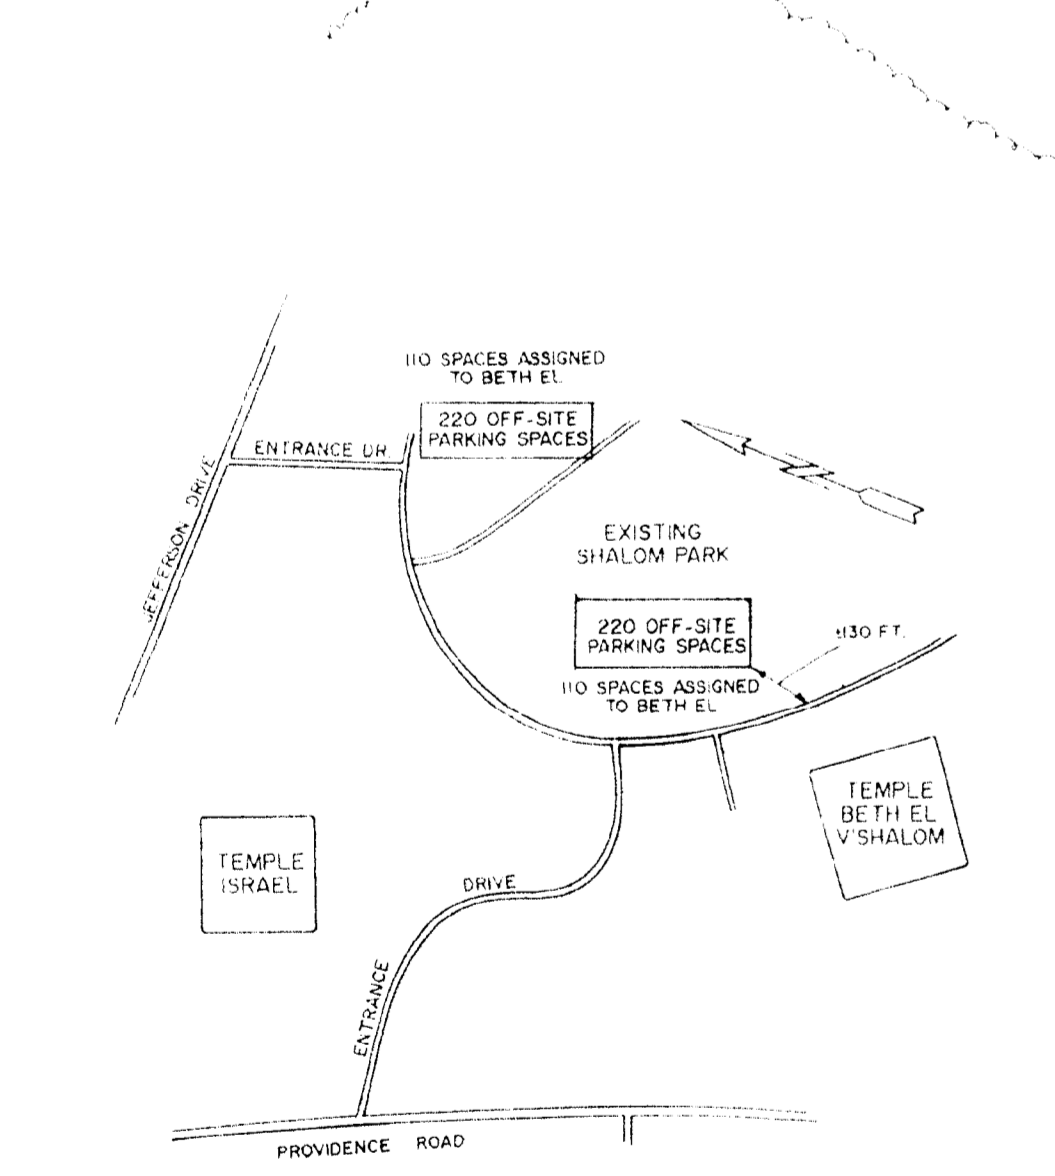 110 SPACES ASSIGNED
TO BETH EL
220 OFF-SITE
PARKING SPACES
ENTRANCE DR.
JEFFERSON DRIVE
EXISTING
SHALOM PARK
220 OFF-SITE
PARKING SPACES
±130 FT.
110 SPACES ASSIGNED
TO BETH EL
TEMPLE
BETH EL
V'SHALOM
TEMPLE
ISRAEL
DRIVE
ENTRANCE
PROVIDENCE ROAD